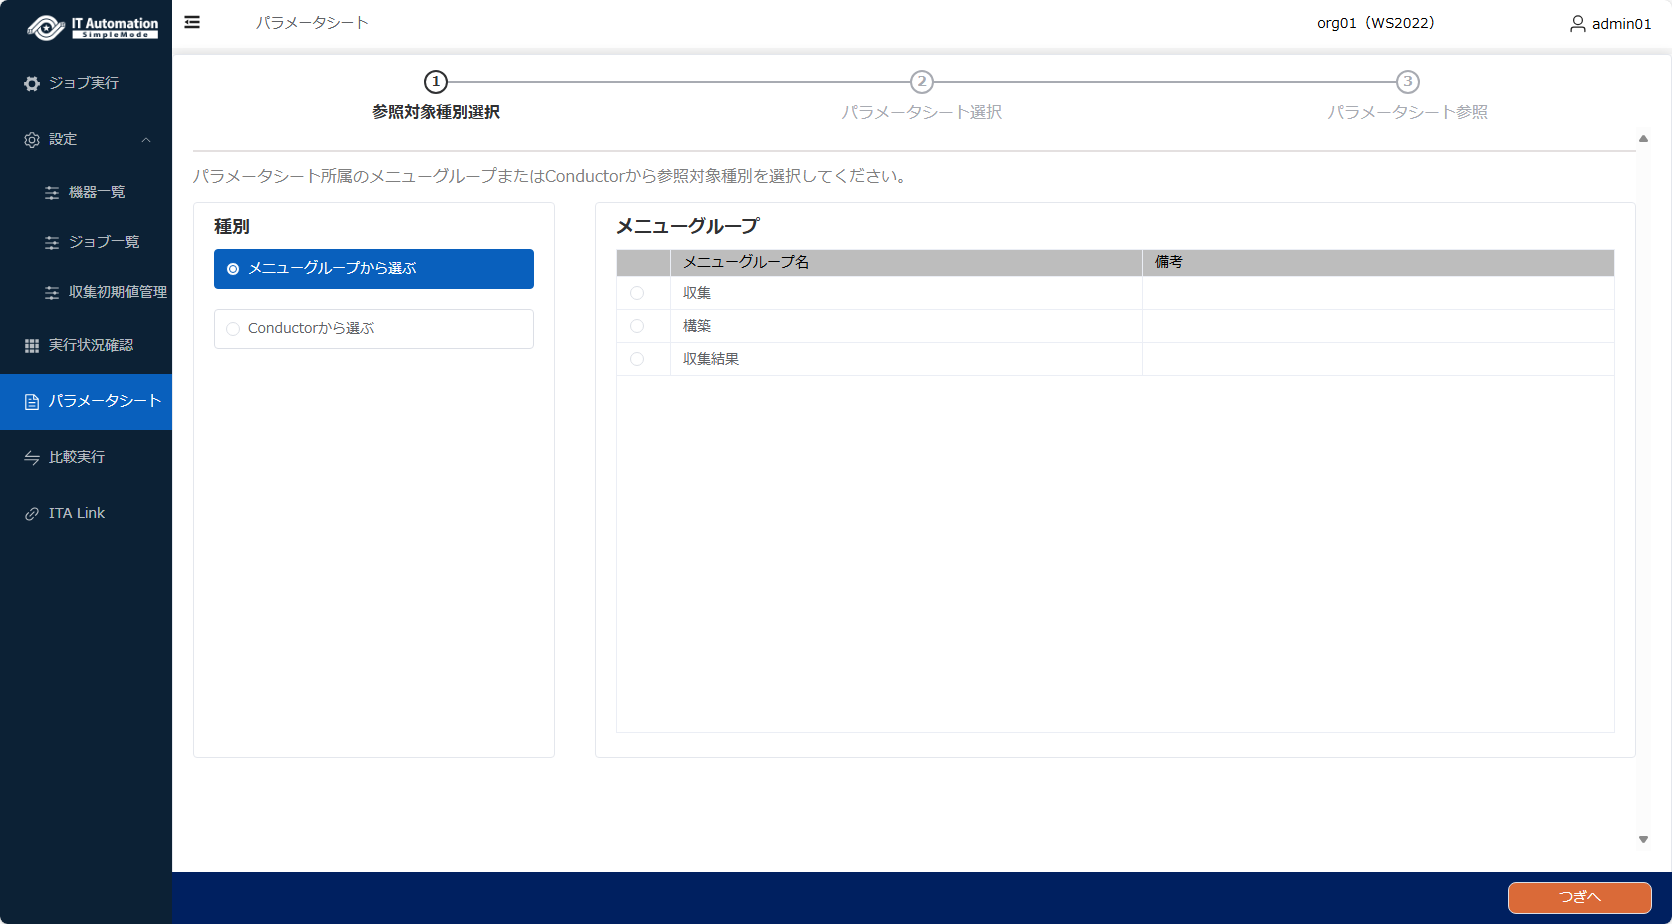 IT Automation
SimpleMode
パラメータシート
org01（WS2022）
admin01
ジョブ実行
設定
機器一覧
ジョブ一覧
収集初期値管理
実行状況確認
パラメータシート
比較実行
ITA Link
1
参照対象種別選択
2
パラメータシート選択
3
パラメータシート参照
パラメータシート所属のメニューグループまたはConductorから参照対象種別を選択してください。
種別
メニューグループから選ぶ
Conductorから選ぶ
メニューグループ
メニューグループ名 備考
収集
構築
収集結果
つぎへ